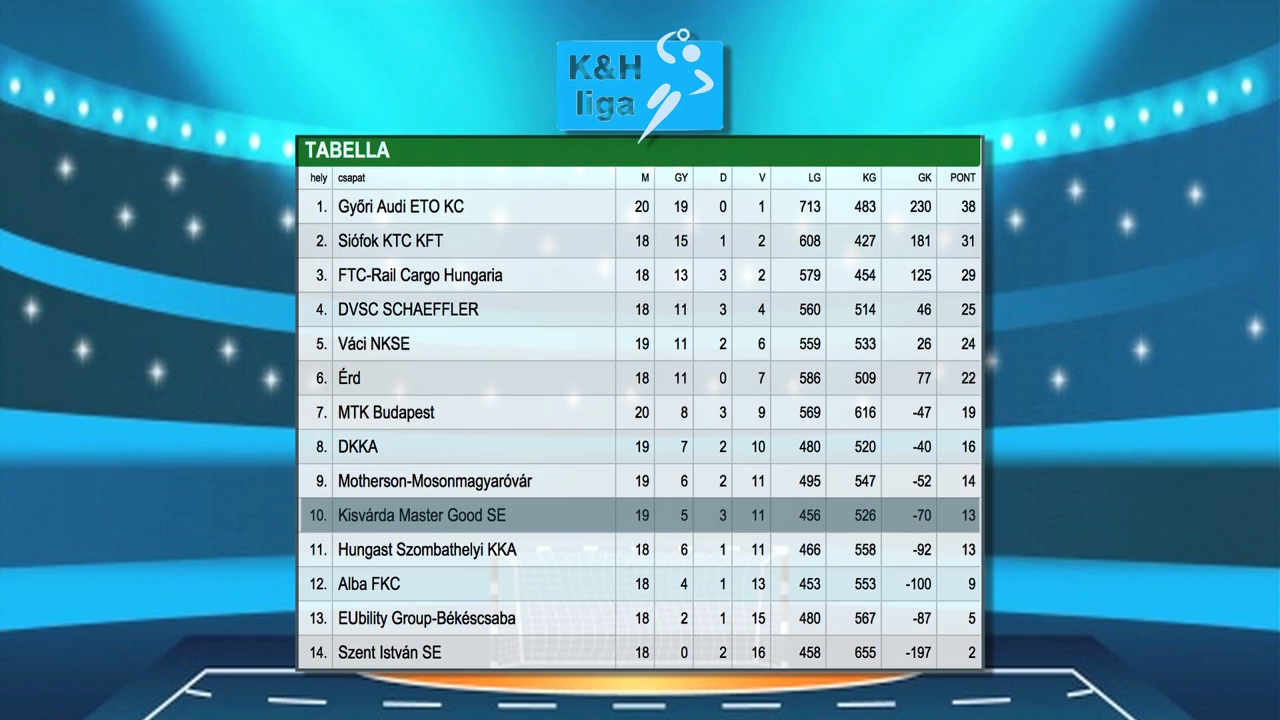 K&H
liga
TABELLA
hely csapat M GY D V LG KG GK PONT
1. Győri Audi ETO KC 20 19 0 1 713 483 230 38
2. Siófok KTC KFT 18 15 1 2 608 427 181 31
3. FTC-Rail Cargo Hungaria 18 13 3 2 579 454 125 29
4. DVSC SCHAEFFLER 18 11 3 4 560 514 46 25
5. Váci NKSE 19 11 2 6 559 533 26 24
6. Érd 18 11 0 7 586 509 77 22
7. MTK Budapest 20 8 3 9 569 616 -47 19
8. DKKA 19 7 2 10 480 520 -40 16
9. Motherson-Mosonmagyaróvár 19 6 2 11 495 547 -52 14
10. Kisvárda Master Good SE 19 5 3 11 456 526 -70 13
11. Hungast Szombathelyi KKA 18 6 1 11 466 558 -92 13
12. Alba FKC 18 4 1 13 453 553 -100 9
13. EUbility Group-Békéscsaba 18 2 1 15 480 567 -87 5
14. Szent István SE 18 0 2 16 458 655 -197 2